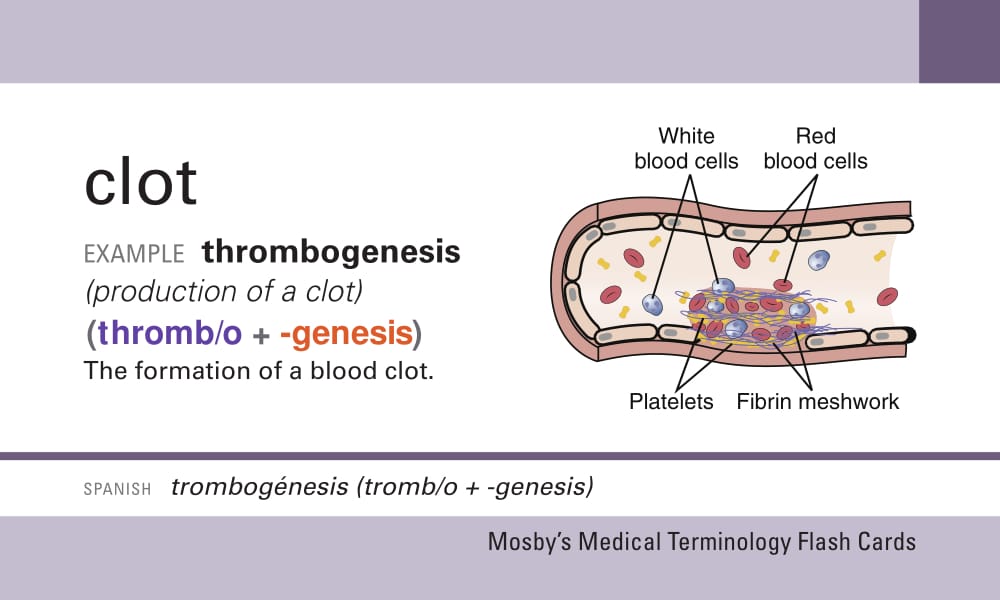 clot
EXAMPLE thrombogenesis
(production of a clot)
(thromb/o + -genesis)
The formation of a blood clot.
White
blood cells
Red
blood cells
Platelets
Fibrin meshwork
SPANISH trombogénesis (tromb/o + -genesis)
Mosby's Medical Terminology Flash Cards